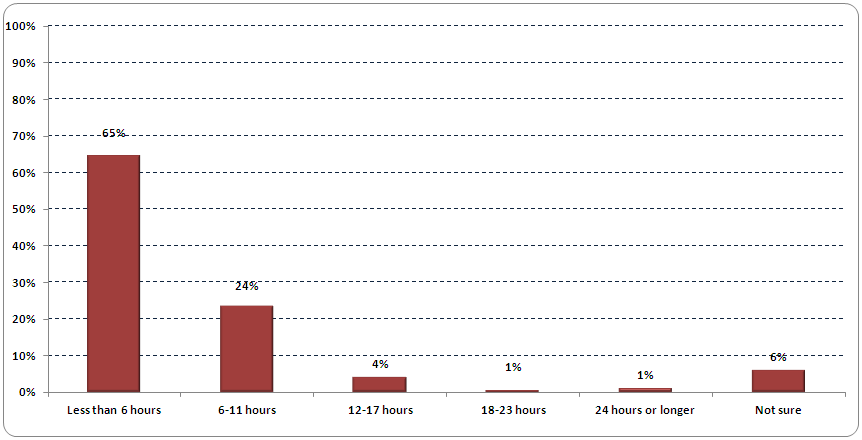 100%
90%
80%
70%
65%
60%
50%
40%
30%
24%
20%
10%
4%
1%
1%
6%
0%
Less than 6 hours
6-11 hours
12-17 hours
18-23 hours
24 hours or longer
Not sure